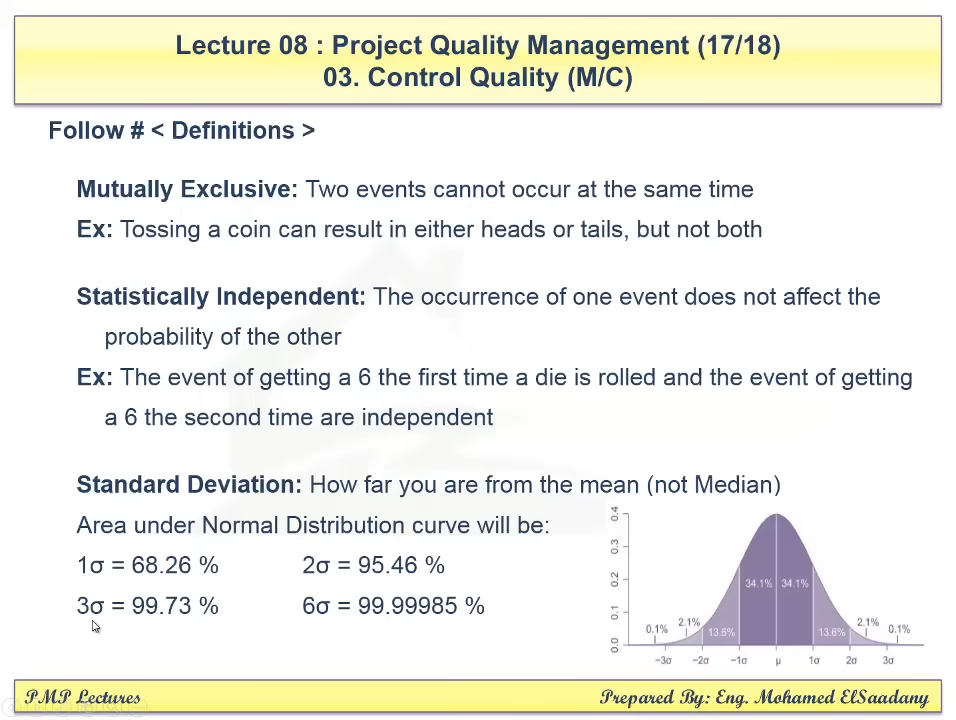 Lecture 08 : Project Quality Management (17/18)
03. Control Quality (M/C)
Follow # < Definitions >
Mutually Exclusive: Two events cannot occur at the same time
Ex: Tossing a coin can result in either heads or tails, but not both
Statistically Independent: The occurrence of one event does not affect the
probability of the other
Ex: The event of getting a 6 the first time a die is rolled and the event of getting
a 6 the second time are independent
Standard Deviation: How far you are from the mean (not Median)
Area under Normal Distribution curve will be:
1σ = 68.26 % 2σ = 95.46 %
3σ = 99.73 % 6σ = 99.99985 %
0.4
0.3
0.2
0.1
0.0
34.1% 34.1%
0.1% 2.1% 13.6% 13.6% 2.1% 0.1%
−3σ −2σ −1σ μ 1σ 2σ 3σ
PMP Lectures
Prepared By: Eng. Mohamed ElSaadany